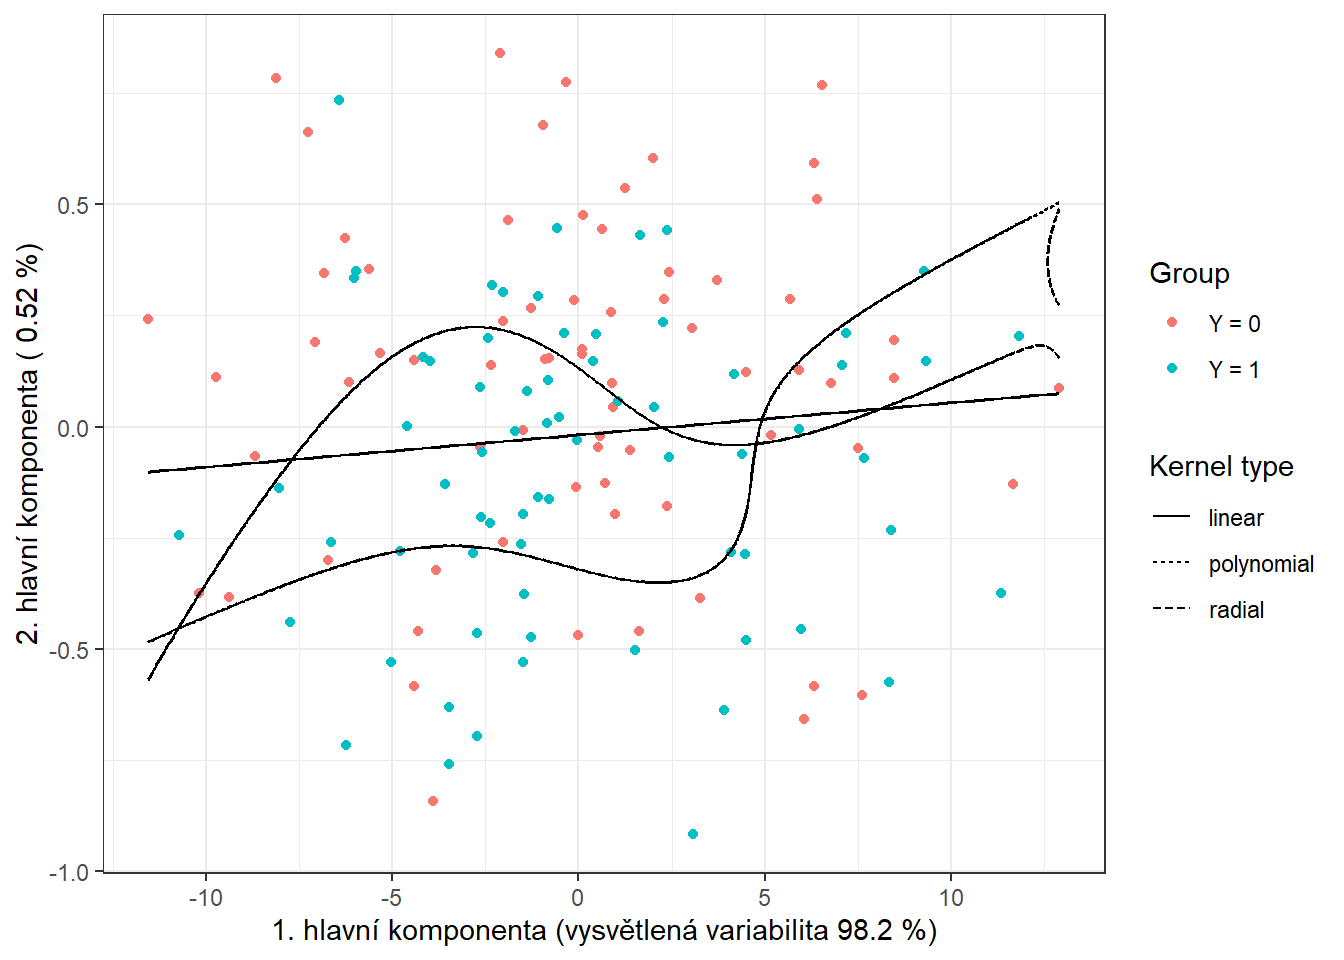 0.5
0.0
-0.5
-1.0
-10
-5
0
5
10
1. hlavní komponenta (vysvětlená variabilita 98.2 %)
2. hlavní komponenta ( 0.52 %)
Group
Y = 0
Y = 1
Kernel type
linear
polynomial
radial